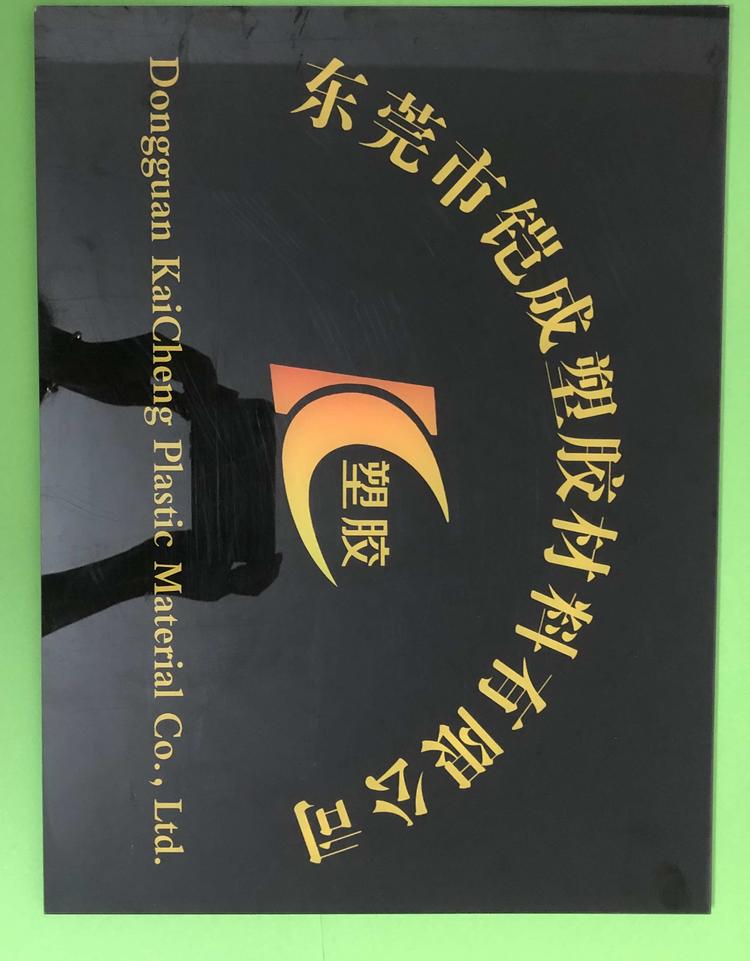 东莞市铠成塑胶材料有限公司
塑胶
Dongguan KaiCheng Plastic Material Co., Ltd.